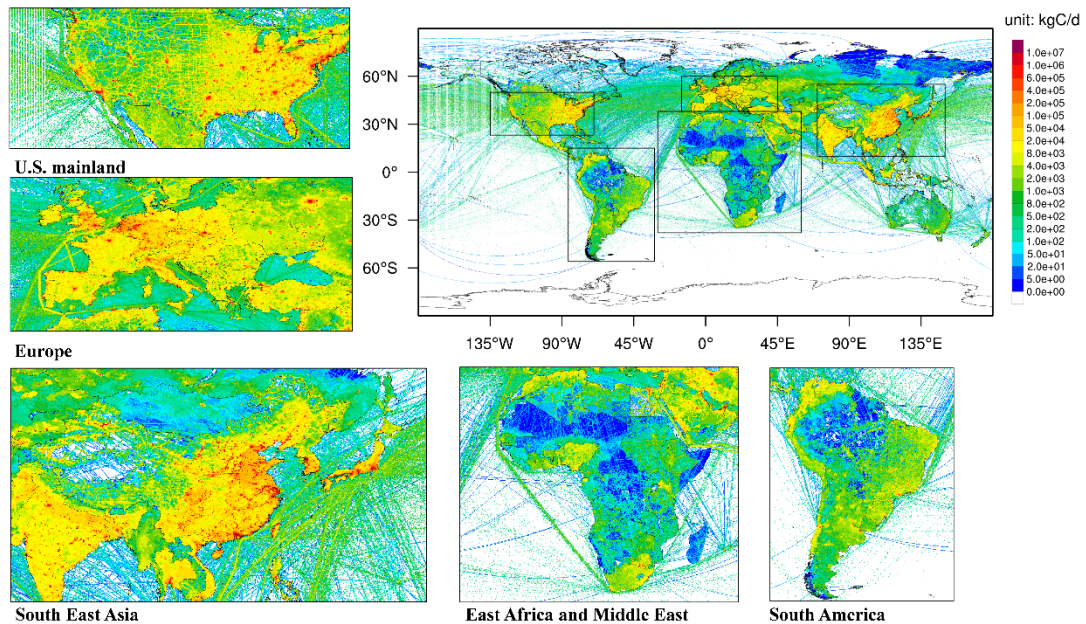 unit: kgC/d
1.0e+07
1.0e+06
6.0e+05
4.0e+05
2.0e+05
1.0e+05
5.0e+04
2.0e+04
8.0e+03
4.0e+03
2.0e+03
1.0e+03
8.0e+02
5.0e+02
2.0e+02
1.0e+02
5.0e+01
2.0e+01
5.0e+00
0.0e+00
60°N
30°N
0°
30°S
60°S
135°W 90°W 45°W 0° 45°E 90°E 135°E
U.S. mainland
Europe
South East Asia
East Africa and Middle East
South America